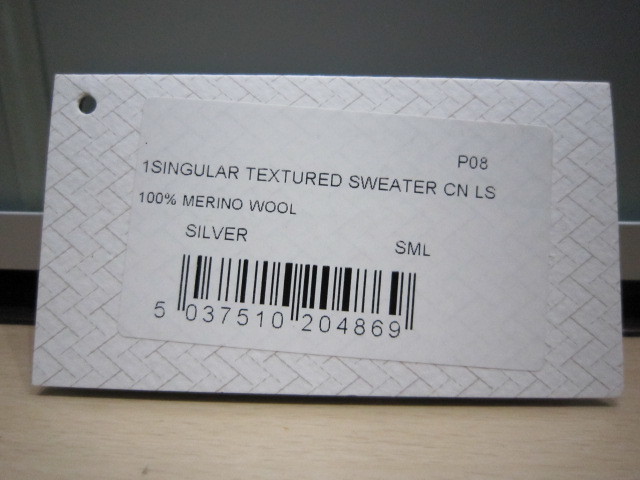 P08
1SINGULAR TEXTURED SWEATER CN LS
100% MERINO WOOL
SILVER SML
5 037510 204869